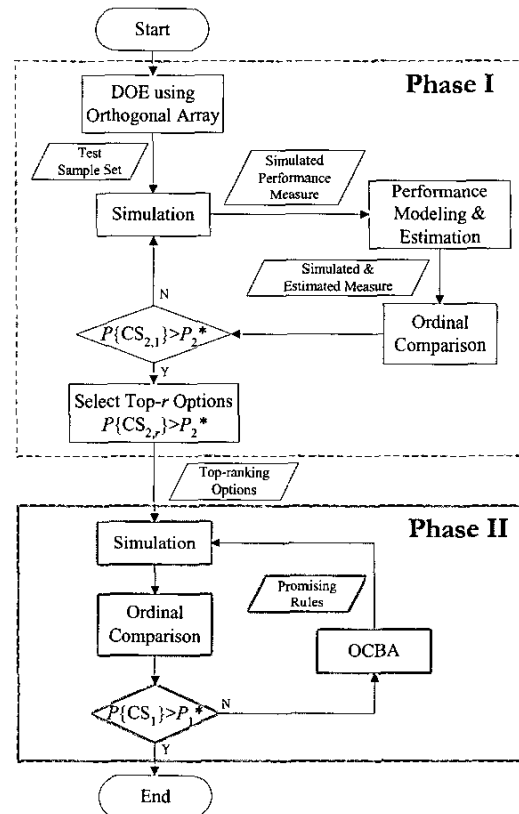 Start
Phase I
DOE using
Orthogonal Array
Test
Sample Set
Simulated
Performance
Measure
Simulation
Performance
Modeling &
Estimation
Simulated &
Estimated Measure
N
P{CS₂,₁}>P₂*
Ordinal
Comparison
Y
Select Top-r Options
P{CS₂,ᵣ}>P₂*
Top-ranking
Options
Phase II
Simulation
Promising
Rules
Ordinal
Comparison
OCBA
P{CS₁}>P₁*
N
Y
End